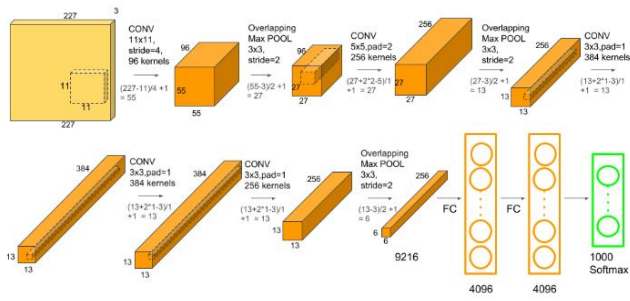 227
3
CONV
11x11,
stride=4,
96 kernels
(227-11)/4 +1
= 55
11
11
227
96
55
55
Overlapping
Max POOL
3x3,
stride=2
(55-3)/2 +1
= 27
96
27
27
CONV
5x5,pad=2
256 kernels
(27+2*2-5)/1
+1 = 27
256
27
27
Overlapping
Max POOL
3x3,
stride=2
(27-3)/2 +1
= 13
256
13
13
CONV
3x3,pad=1
384 kernels
(13+2*1-3)/1
+1 = 13
384
13
13
CONV
3x3,pad=1
384 kernels
(13+2*1-3)/1
+1 = 13
384
13
13
CONV
3x3,pad=1
256 kernels
(13+2*1-3)/1
+1 = 13
256
13
13
Overlapping
Max POOL
3x3,
stride=2
(13-3)/2 +1
= 6
256
6
6
9216
FC
4096
FC
4096
1000
Softmax